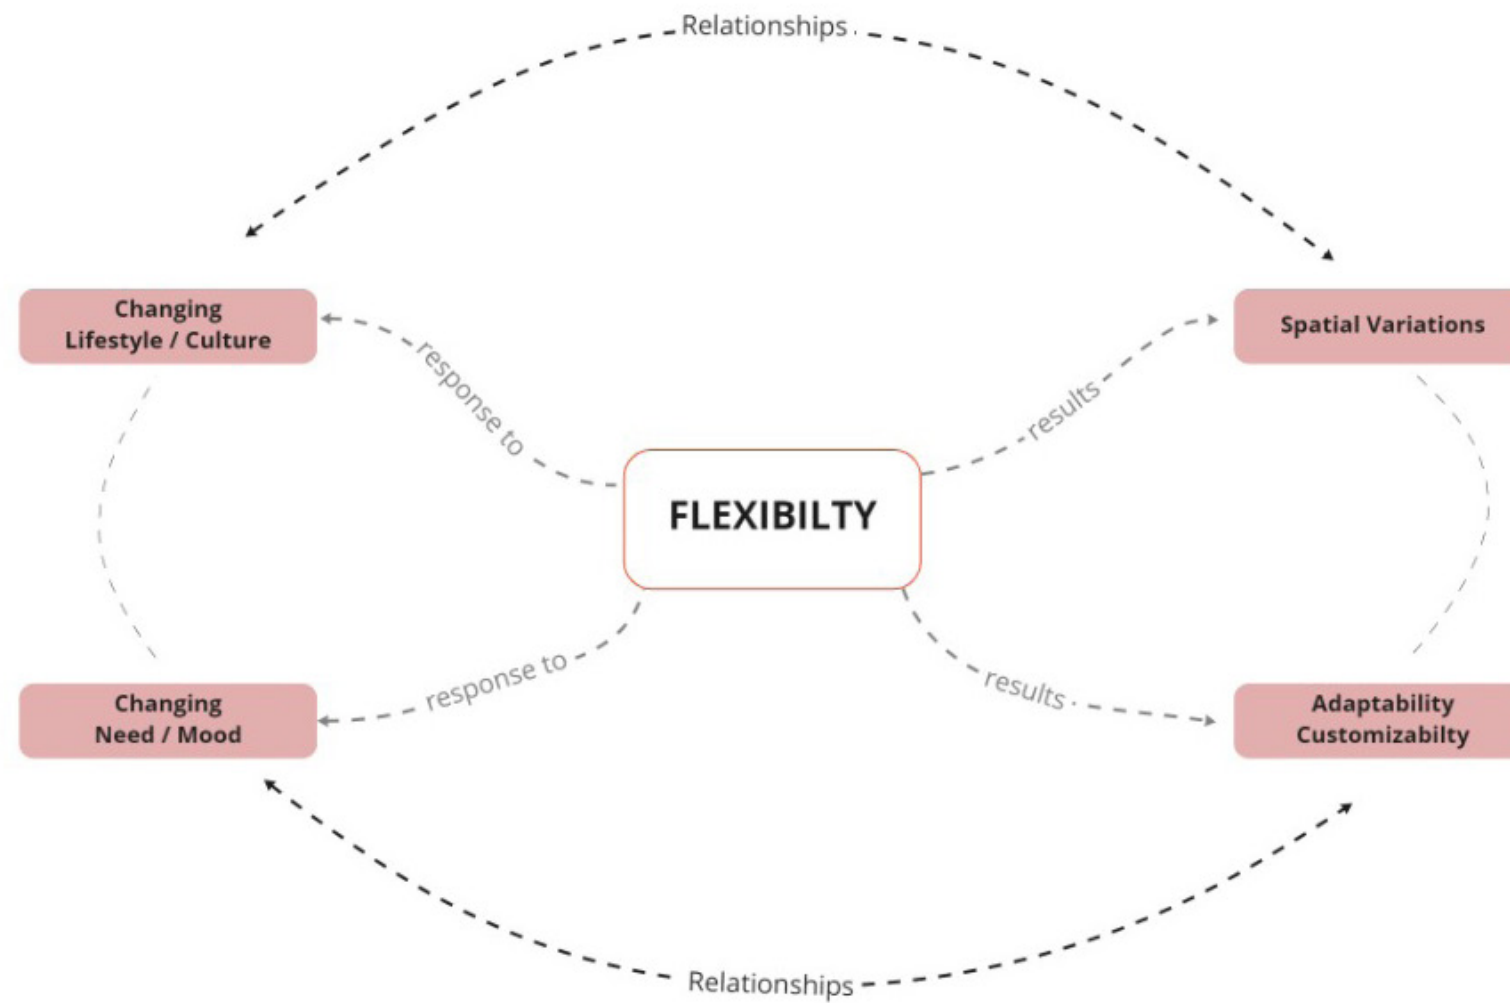 Relationships
Changing
Lifestyle / Culture
Spatial Variations
response to
results
FLEXIBILTY
response to
results
Changing
Need / Mood
Adaptability
Customizabilty
Relationships